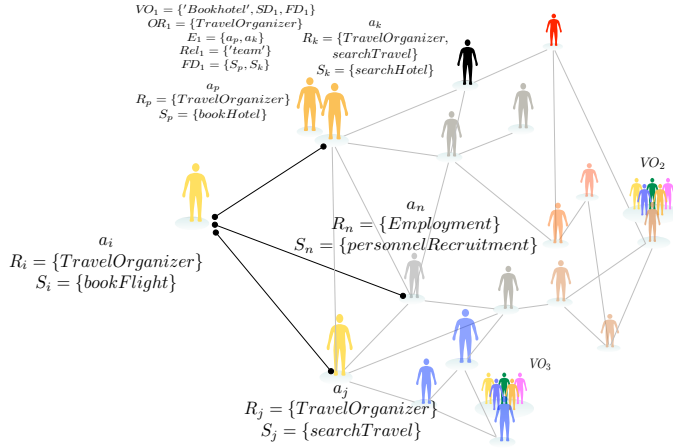 VO1 = {'Bookhotel', SD1, FD1}
OR1 = {TravelOrganizer}
E1 = {ap, ak}
Rel1 = {'team'}
FD1 = {Sp, Sk}
ap
Rp = {TravelOrganizer}
Sp = {bookHotel}
ak
Rk = {TravelOrganizer,
searchTravel}
Sk = {searchHotel}
VO2
an
Rn = {Employment}
Sn = {personnelRecruitment}
ai
Ri = {TravelOrganizer}
Si = {bookFlight}
VO3
aj
Rj = {TravelOrganizer}
Sj = {searchTravel}